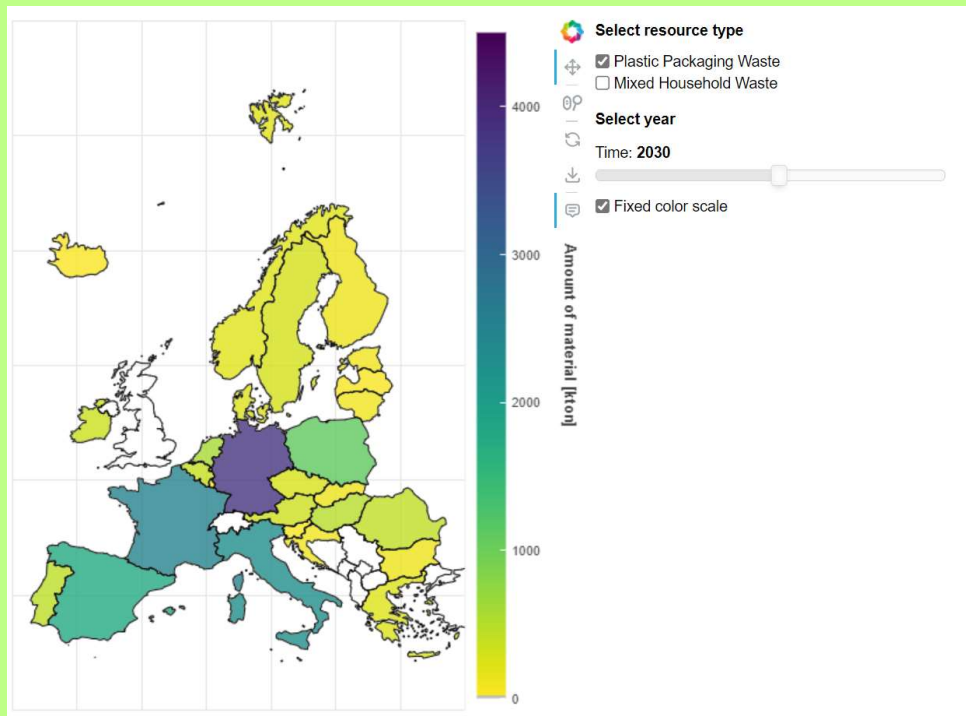 Select resource type
Plastic Packaging Waste
Mixed Household Waste
Select year
Time: 2030
Fixed color scale
4000
3000
2000
1000
0
Amount of material [kton]